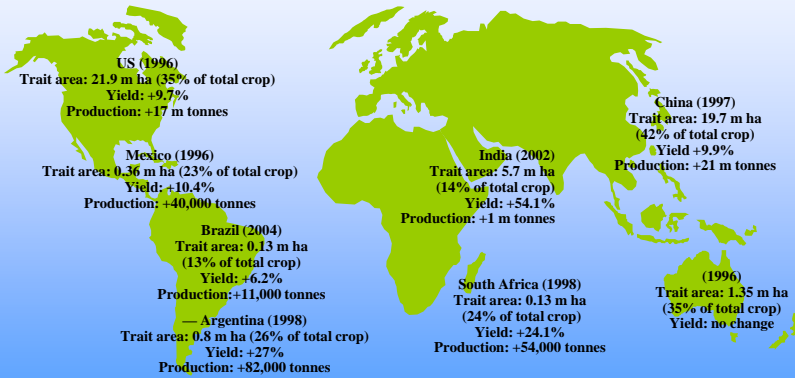 US (1996)
Trait area: 21.9 m ha (35% of total crop)
Yield: +9.7%
Production: +17 m tonnes
Mexico (1996)
Trait area: 0.36 m ha (23% of total crop)
Yield: +10.4%
Production: +40,000 tonnes
Brazil (2004)
Trait area: 0.13 m ha
(13% of total crop)
Yield: +6.2%
Production:+11,000 tonnes
— Argentina (1998)
Trait area: 0.8 m ha (26% of total crop)
Yield: +27%
Production: +82,000 tonnes
India (2002)
Trait area: 5.7 m ha
(14% of total crop)
Yield: +54.1%
Production: +1 m tonnes
South Africa (1998)
Trait area: 0.13 m ha
(24% of total crop)
Yield: +24.1%
Production: +54,000 tonnes
China (1997)
Trait area: 19.7 m ha
(42% of total crop)
Yield +9.9%
Production: +21 m tonnes
(1996)
Trait area: 1.35 m ha
(35% of total crop)
Yield: no change